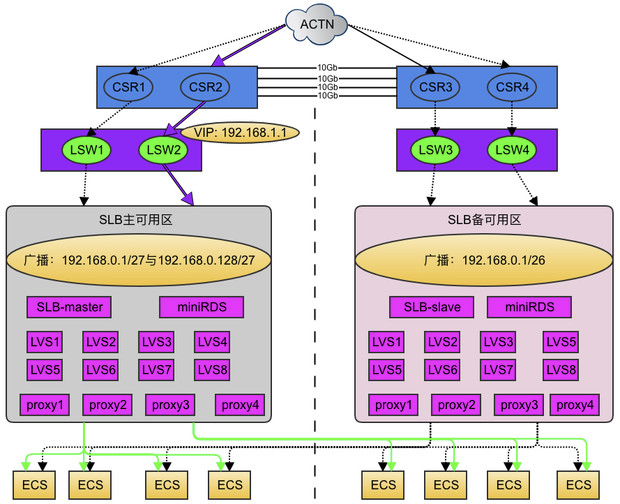 ACTN
10Gb
10Gb
10Gb
10Gb
CSR1
CSR2
CSR3
CSR4
VIP: 192.168.1.1
LSW1
LSW2
LSW3
LSW4
SLB主可用区
广播：192.168.0.1/27与192.168.0.128/27
SLB-master
miniRDS
LVS1
LVS2
LVS3
LVS4
LVS5
LVS6
LVS7
LVS8
proxy1
proxy2
proxy3
proxy4
SLB备可用区
广播：192.168.0.1/26
SLB-slave
miniRDS
LVS1
LVS2
LVS3
LVS5
LVS5
LVS6
LVS7
LVS8
proxy1
proxy2
proxy3
proxy4
ECS
ECS
ECS
ECS
ECS
ECS
ECS
ECS